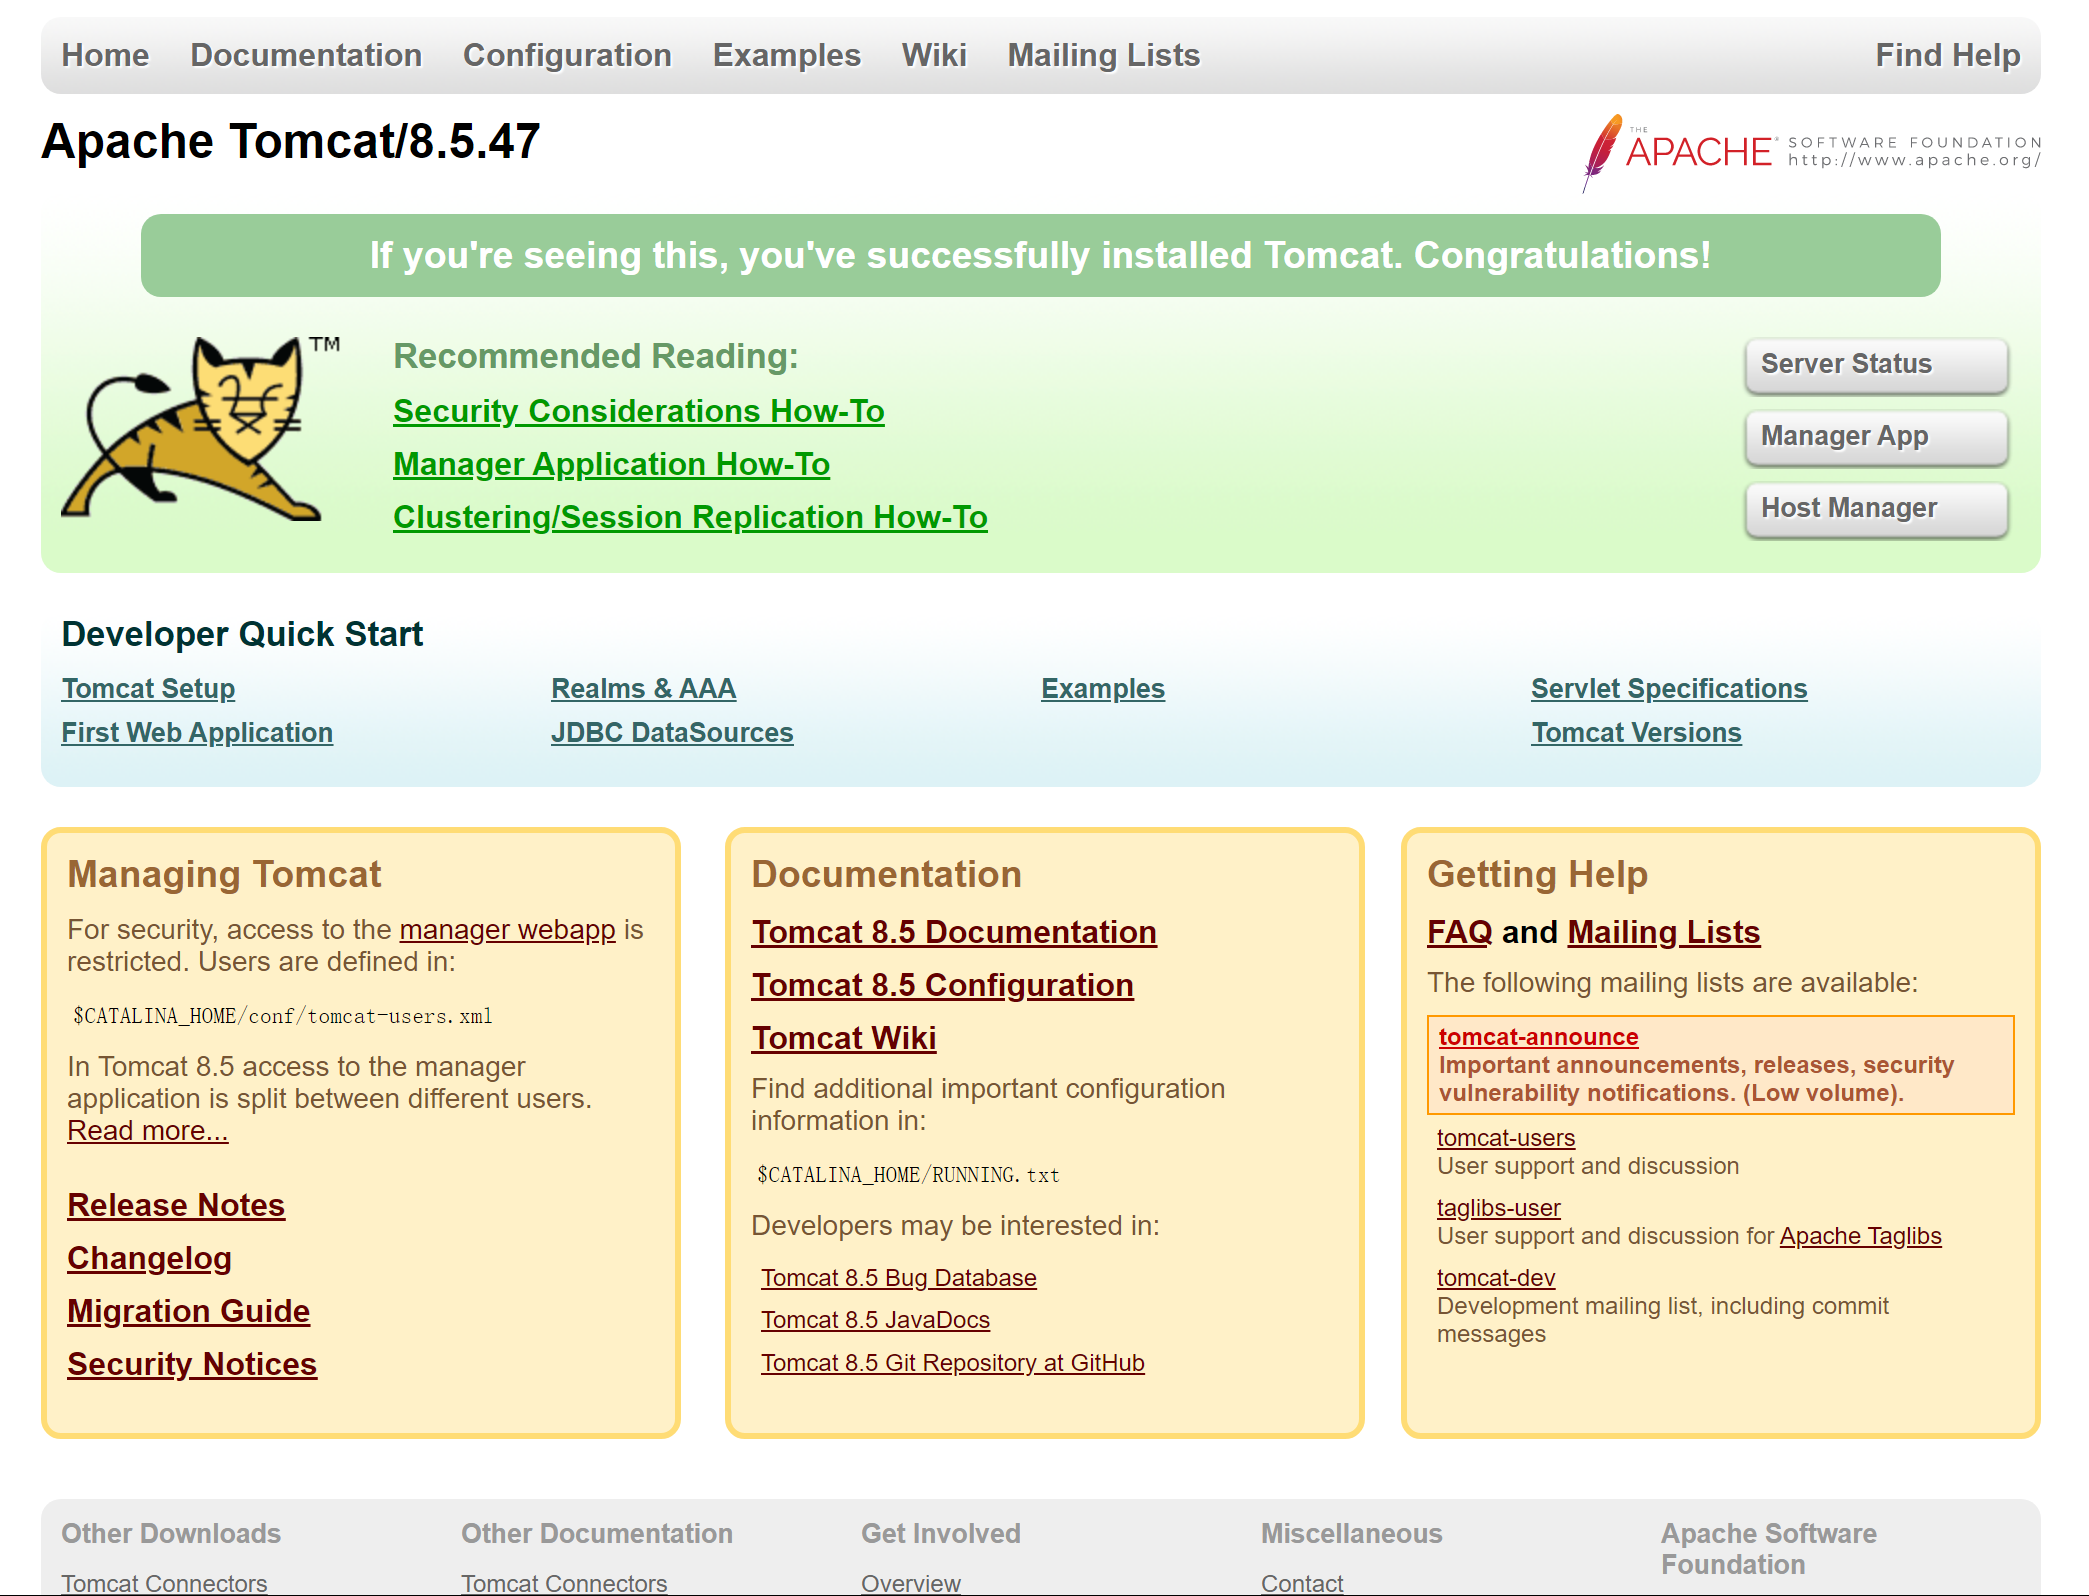 Home Documentation Configuration Examples Wiki Mailing Lists Find Help
Apache Tomcat/8.5.47
THE
APACHE® SOFTWARE FOUNDATION
http://www.apache.org/
If you're seeing this, you've successfully installed Tomcat. Congratulations!
TM
Recommended Reading:
Security Considerations How-To
Manager Application How-To
Clustering/Session Replication How-To
Server Status
Manager App
Host Manager
Developer Quick Start
Tomcat Setup
First Web Application
Realms & AAA
JDBC DataSources
Examples
Servlet Specifications
Tomcat Versions
Managing Tomcat
For security, access to the manager webapp is
restricted. Users are defined in:
$CATALINA_HOME/conf/tomcat-users.xml
In Tomcat 8.5 access to the manager
application is split between different users.
Read more...
Release Notes
Changelog
Migration Guide
Security Notices
Documentation
Tomcat 8.5 Documentation
Tomcat 8.5 Configuration
Tomcat Wiki
Find additional important configuration
information in:
$CATALINA_HOME/RUNNING.txt
Developers may be interested in:
Tomcat 8.5 Bug Database
Tomcat 8.5 JavaDocs
Tomcat 8.5 Git Repository at GitHub
Getting Help
FAQ and Mailing Lists
The following mailing lists are available:
tomcat-announce
Important announcements, releases, security
vulnerability notifications. (Low volume).
tomcat-users
User support and discussion
taglibs-user
User support and discussion for Apache Taglibs
tomcat-dev
Development mailing list, including commit
messages
Other Downloads
Tomcat Connectors
Other Documentation
Tomcat Connectors
Get Involved
Overview
Miscellaneous
Contact
Apache Software
Foundation